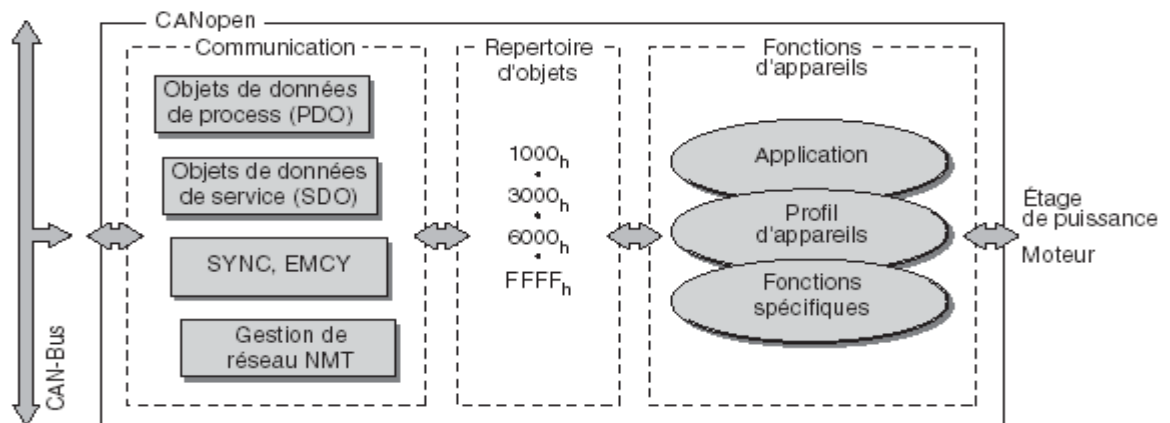 CANopen
Communication
Objets de données
de process (PDO)
Objets de données
de service (SDO)
SYNC, EMCY
Gestion de
réseau NMT
Repertoire
d'objets
1000h
3000h
6000h
FFFFh
Fonctions
d'appareils
Application
Profil
d'appareils
Fonctions
spécifiques
Étage
de puissance
Moteur
CAN-Bus